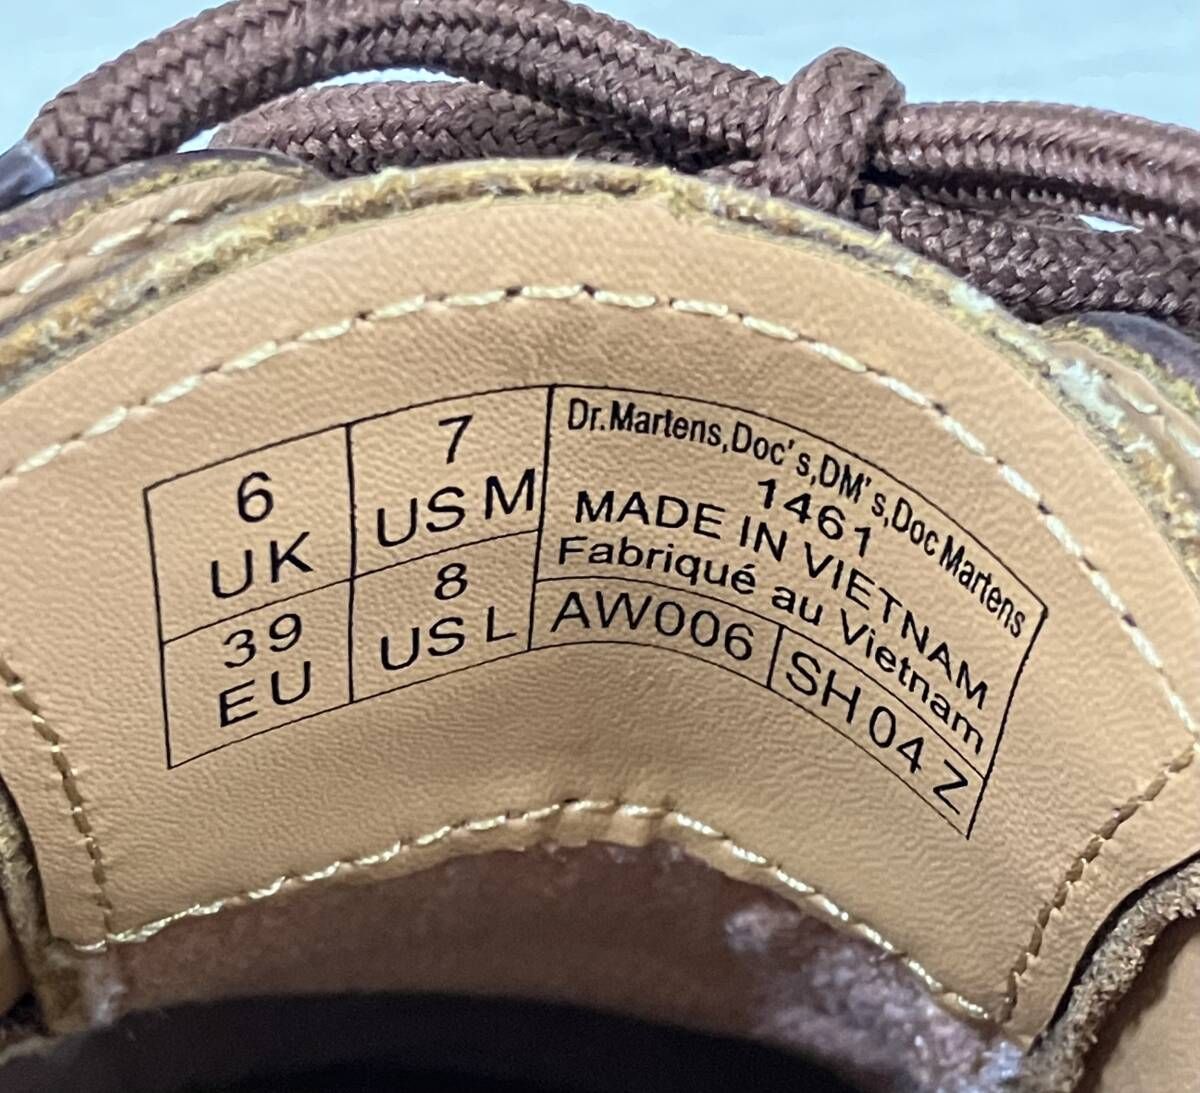 6
UK
7
US M
39
EU
8
US L
Dr.Martens,Doc's,DM's,Doc Martens
1461
MADE IN VIETNAM
Fabriqué au Vietnam
AW006
SH 04 Z